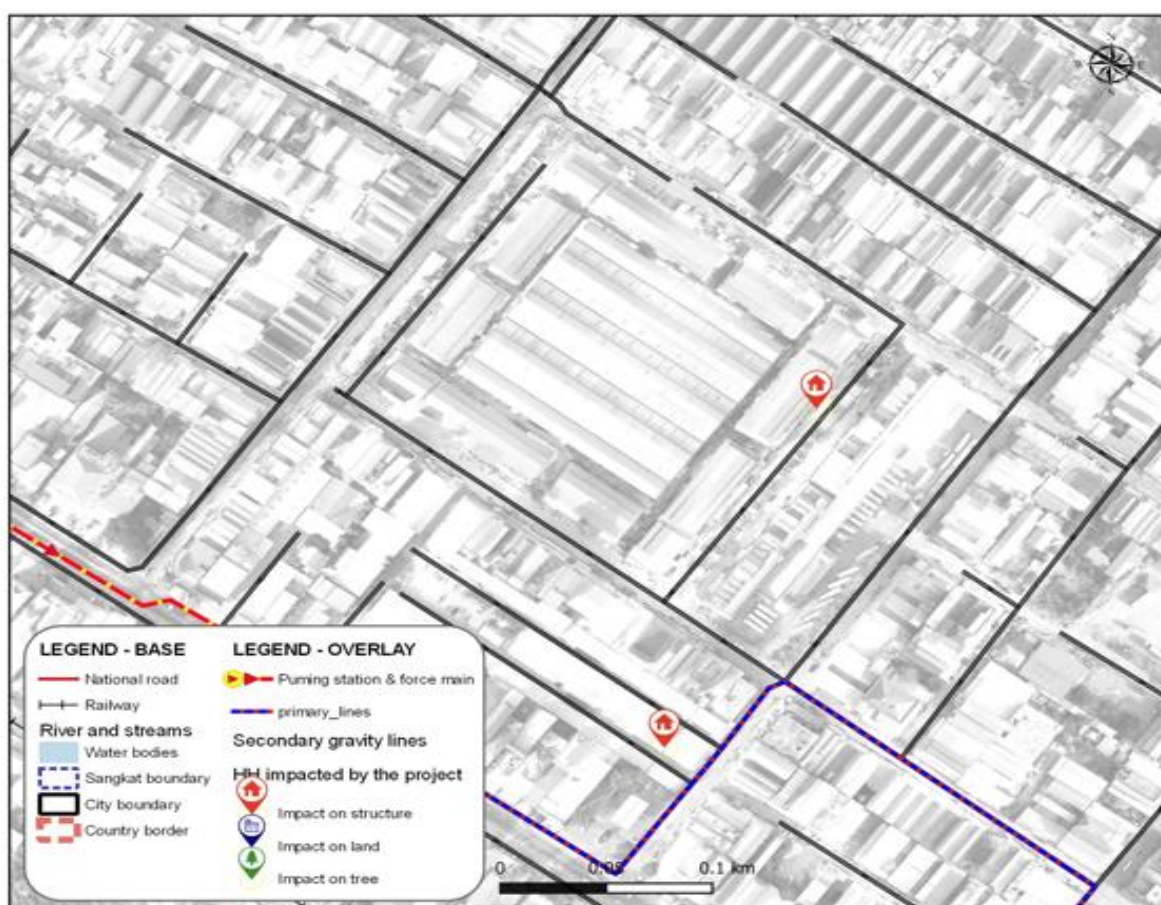 LEGEND - BASE
National road
Railway
River and streams
Water bodies
Sangkat boundary
City boundary
Country border
LEGEND - OVERLAY
Puming station & force main
primary_lines
Secondary gravity lines
HH impacted by the project
Impact on structure
Impact on land
Impact on tree
0 0.05 0.1 km